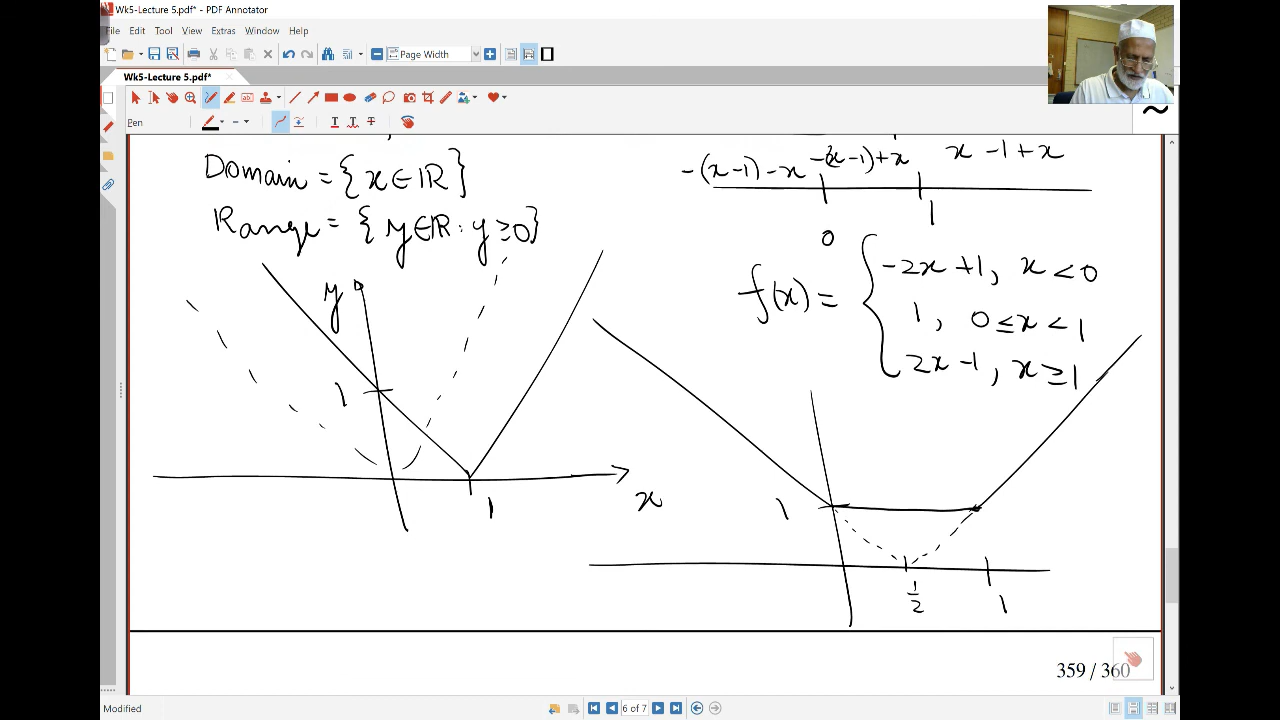 Wk5-Lecture 5.pdf* - PDF Annotator
File Edit Tool View Extras Window Help
Page Width
Wk5-Lecture 5.pdf*
Pen
Domain = {x∈ℝ}
Range = {y∈ℝ: y≥0}
y
1
1
x
-(x-1)-x -(x-1)+x x-1+x
0 1
f(x) = { -2x+1, x<0
1, 0≤x<1
2x-1, x≥1
1
1/2
1
359 / 360
Modified
6 of 7